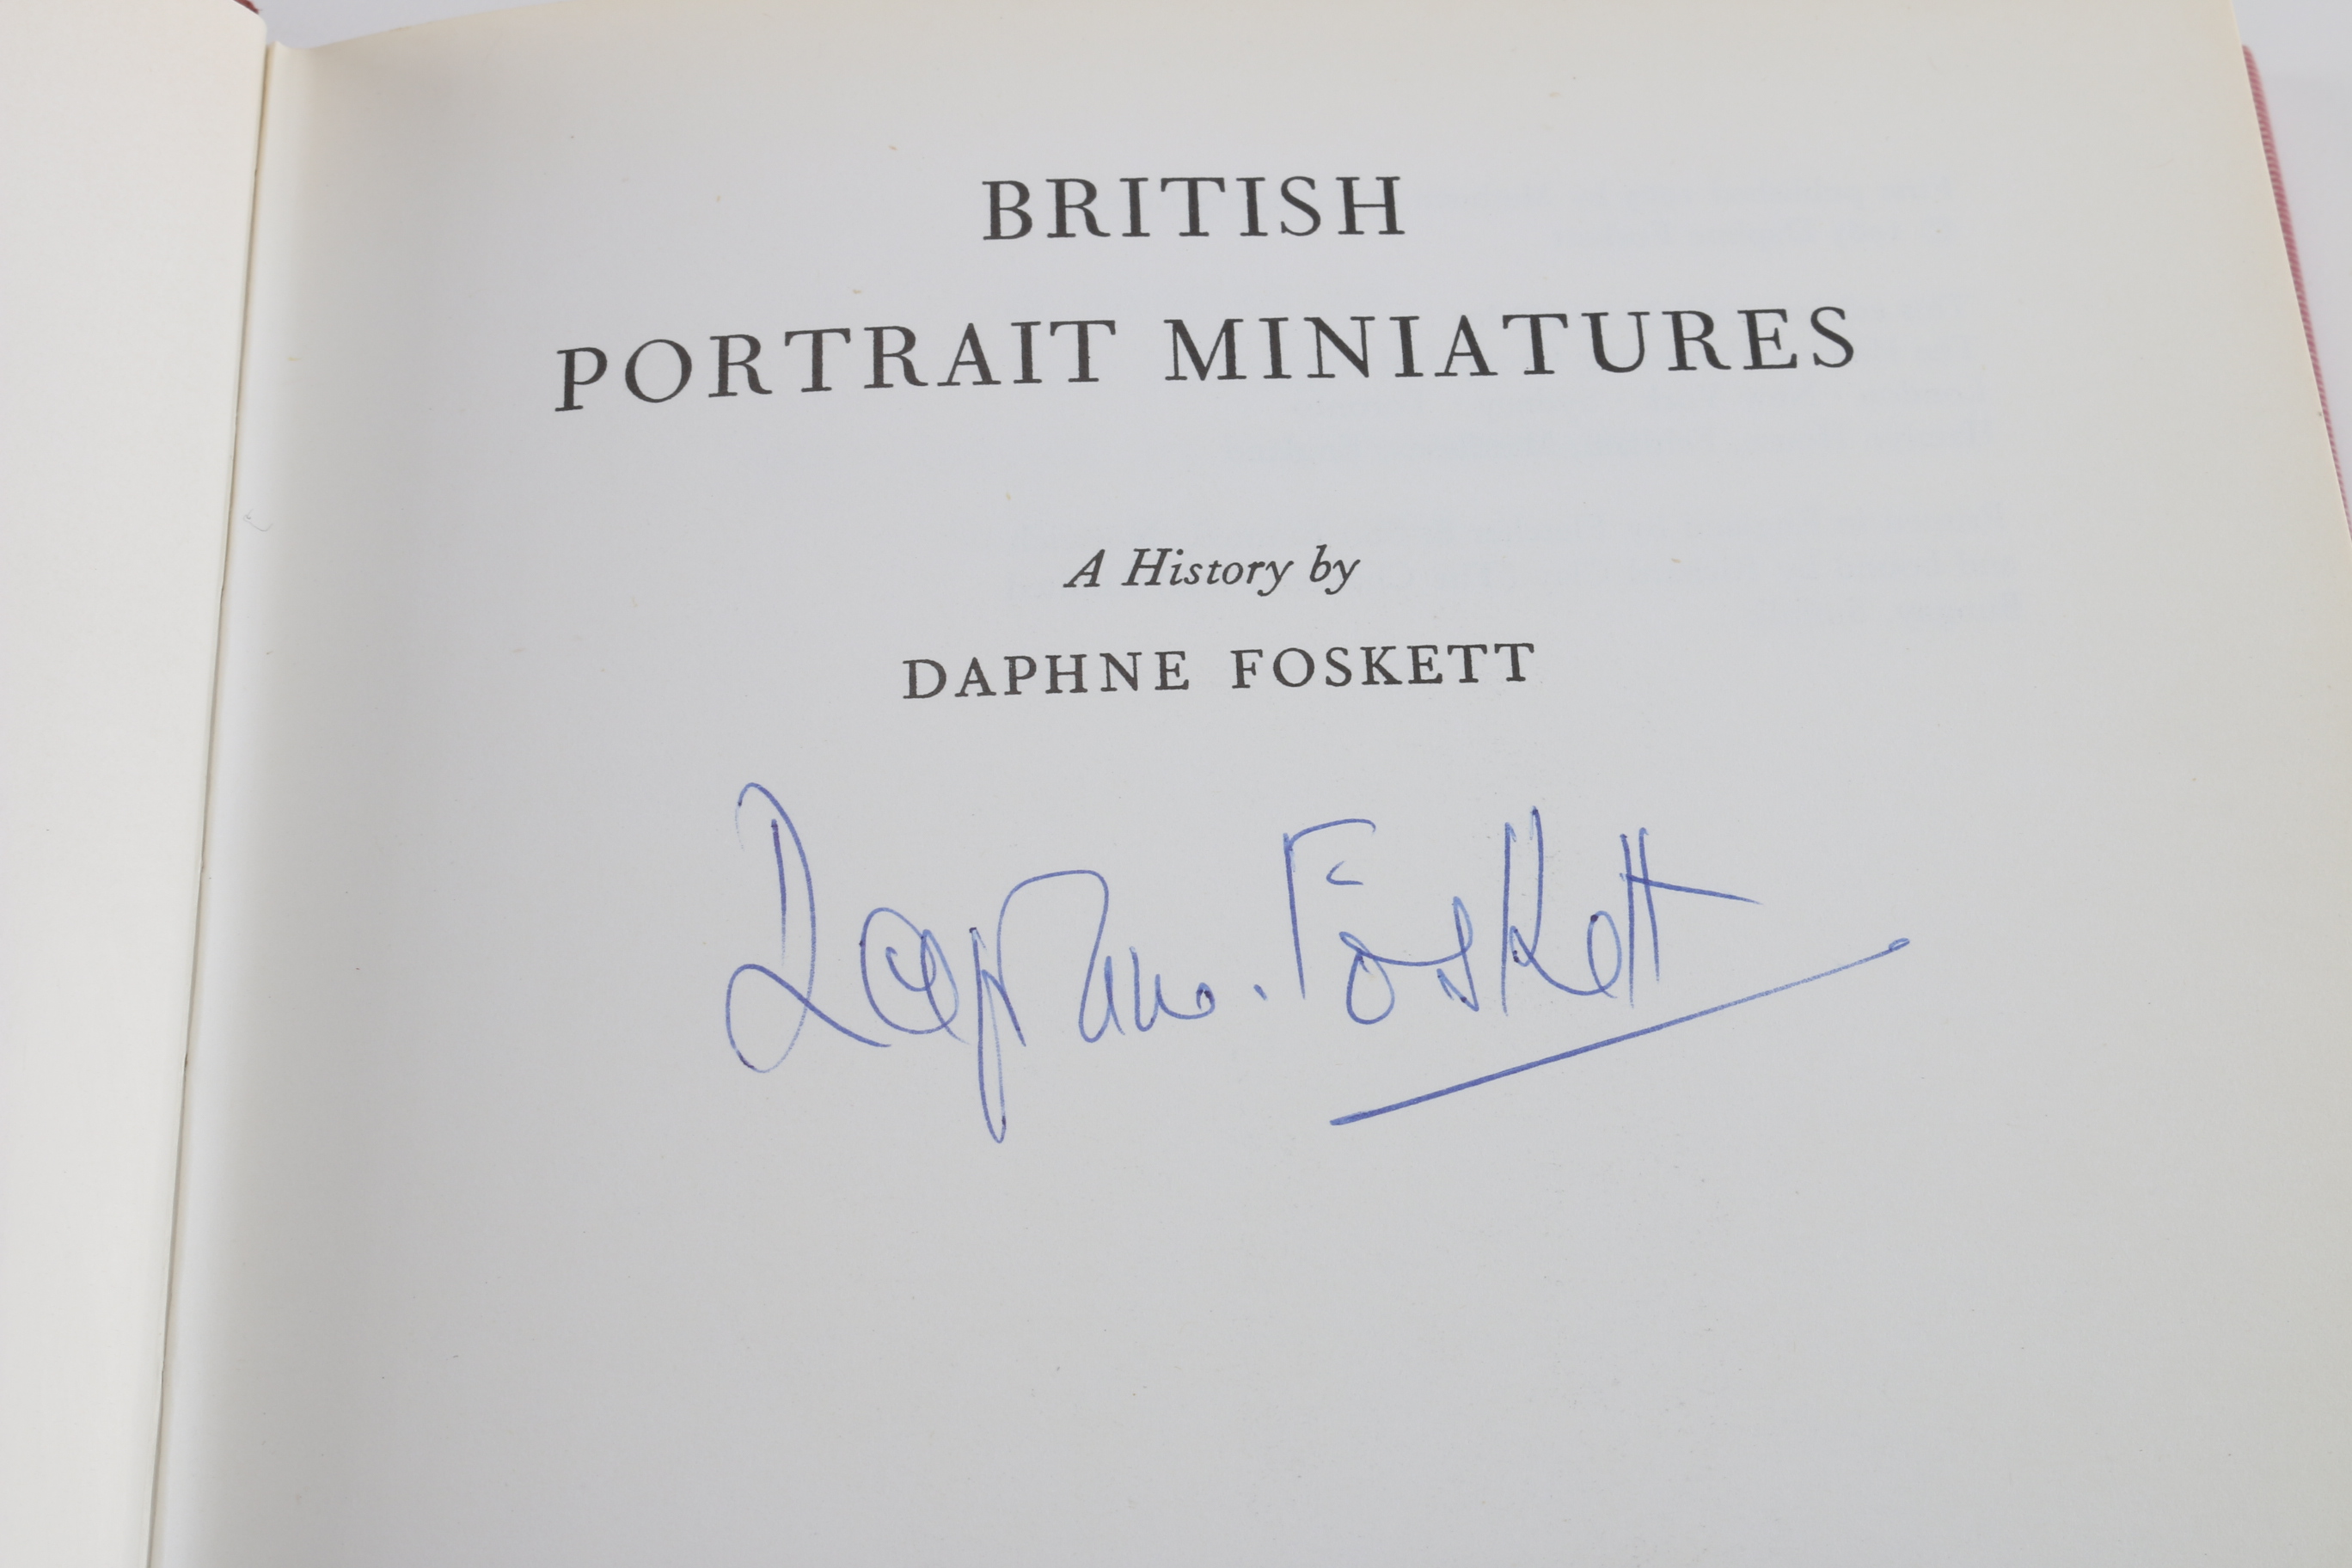 BRITISH
PORTRAIT MINIATURES
A History by
DAPHNE FOSKETT
Daphne. Foskett